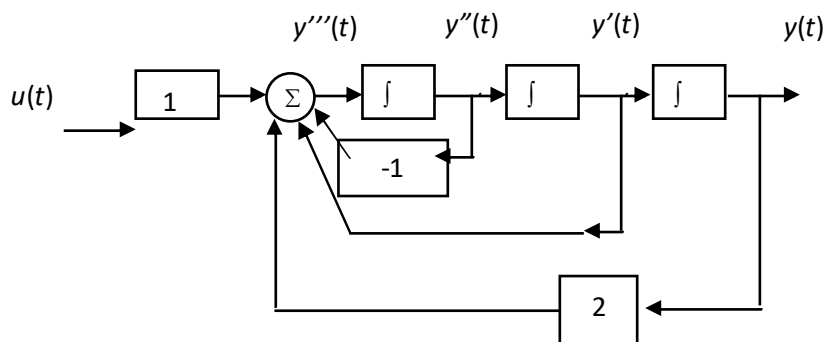 y’’’(t) y’’(t) y’(t) y(t)
u(t)
1 Σ ∫ ∫ ∫
-1
2